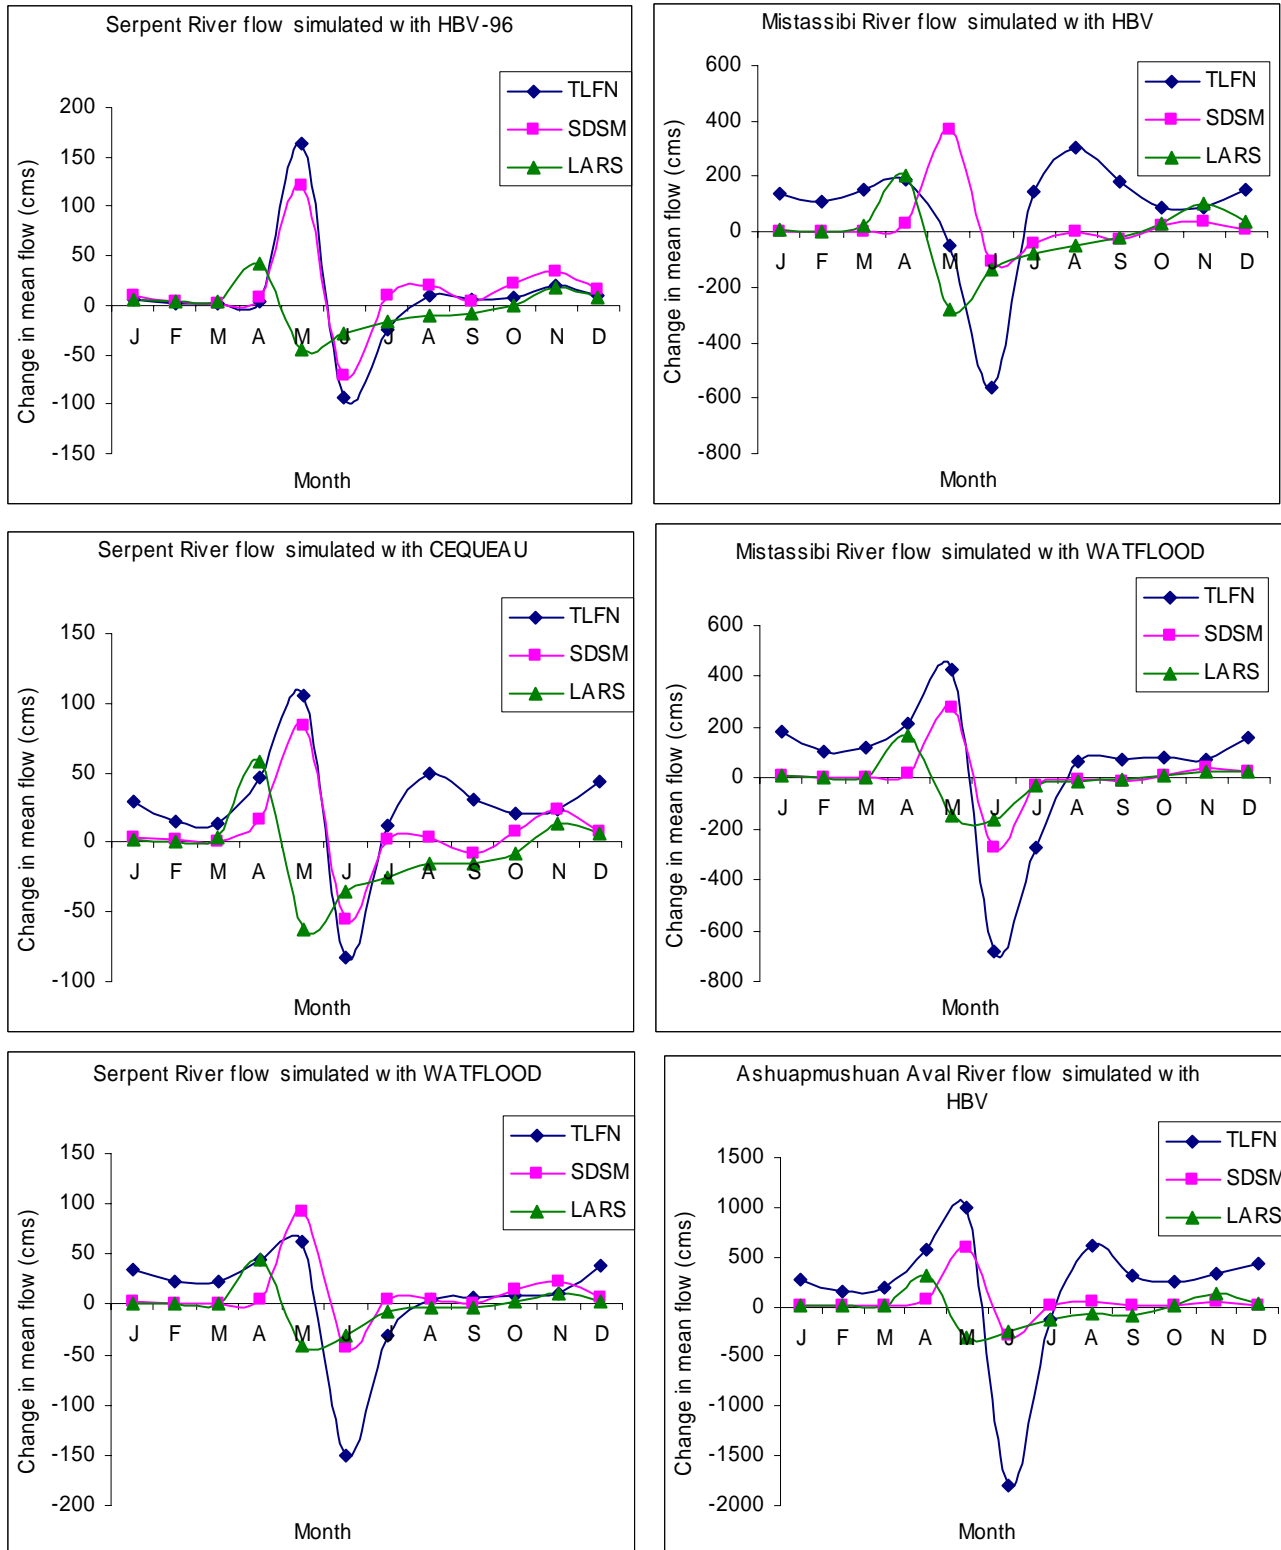 Serpent River flow simulated with HBV-96
TLFN
SDSM
LARS
200
150
100
50
0
-50
-100
-150
J F M A M J J A S O N D
Change in mean flow (cms)
Month
Mistassibi River flow simulated with HBV
TLFN
SDSM
LARS
600
400
200
0
-200
-400
-600
-800
J F M A M J J A S O N D
Change in mean flow (cms)
Month
Serpent River flow simulated with CEQUEAU
TLFN
SDSM
LARS
150
100
50
0
-50
-100
J F M A M J J A S O N D
Change in mean flow (cms)
Month
Mistassibi River flow simulated with WATFLOOD
TLFN
SDSM
LARS
600
400
200
0
-200
-400
-600
-800
J F M A M J J A S O N D
Change in mean flow (cms)
Month
Serpent River flow simulated with WATFLOOD
TLFN
SDSM
LARS
150
100
50
0
-50
-100
-150
-200
J F M A M J J A S O N D
Change in mean flow (cms)
Month
Ashuapmushuan Aval River flow simulated with
HBV
TLFN
SDSM
LARS
1500
1000
500
0
-500
-1000
-1500
-2000
J F M A M J J A S O N D
Change in mean flow (cms)
Month